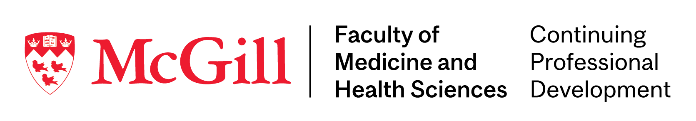 McGill
Faculty of
Medicine and
Health Sciences
Continuing
Professional
Development